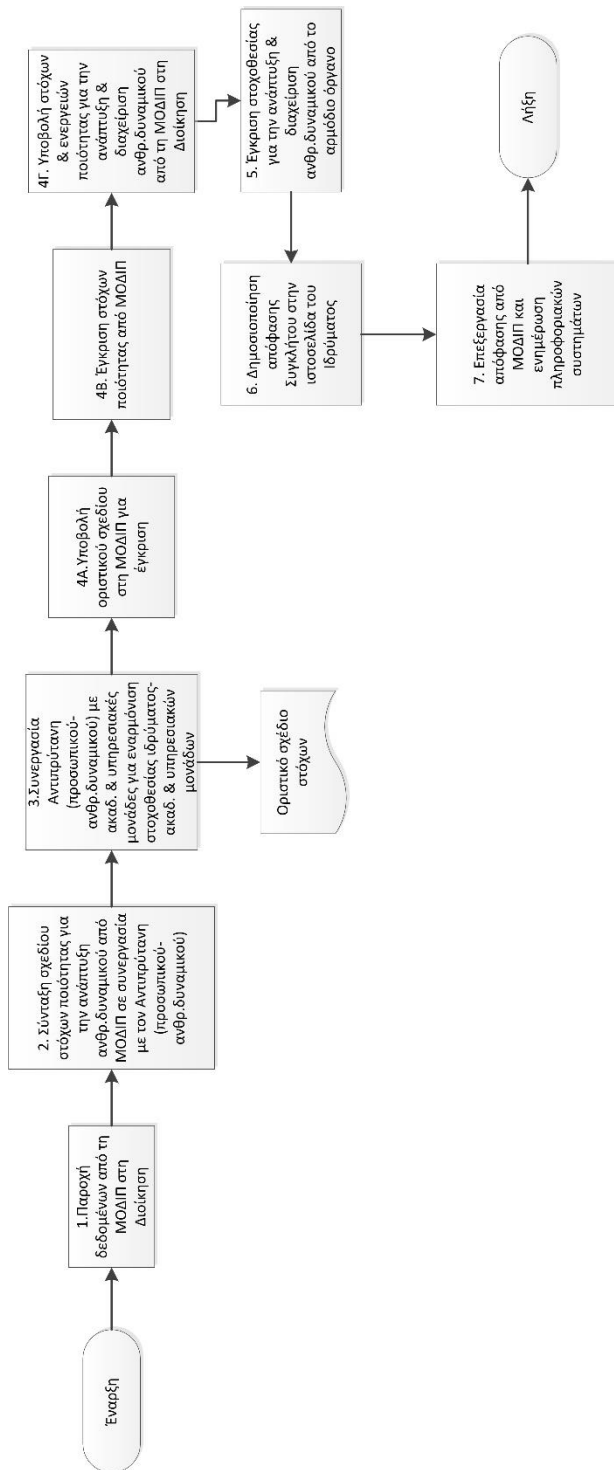 Έναρξη
1.Παροχή
δεδομένων από τη
ΜΟΔΙΠ στη
Διοίκηση
2. Σύνταξη σχεδίου
στόχων ποιότητας για
την ανάπτυξη
ανθρ.δυναμικού από
ΜΟΔΙΠ σε συνεργασία
με τον Αντιπρύτανη
(προσωπικού-
ανθρ.δυναμικού)
3.Συνεργασία
Αντιπρύτανη
(προσωπικού-
ανθρ.δυναμικού) με
ακαδ. & υπηρεσιακές
μονάδες για εναρμόνιση
στοχοθεσίας ιδρύματος-
ακαδ. & υπηρεσιακών
μονάδων
Οριστικό σχέδιο
στόχων
4Α.Υποβολή
οριστικού σχεδίου
στη ΜΟΔΙΠ για
έγκριση
4Β. Έγκριση στόχων
ποιότητας από ΜΟΔΙΠ
4Γ. Υποβολή στόχων
& ενεργειών
ποιότητας για την
ανάπτυξη &
διαχείριση
ανθρ.δυναμικού
από τη ΜΟΔΙΠ στη
Διοίκηση
5. Έγκριση στοχοθεσίας
για την ανάπτυξη &
διαχείριση
ανθρ.δυναμικού από το
αρμόδιο όργανο
6. Δημοσιοποίηση
απόφασης
Συγκλήτου στην
ιστοσελίδα του
Ιδρύματος
7. Επεξεργασία
απόφασης από
ΜΟΔΙΠ και
ενημέρωση
πληροφοριακών
συστημάτων
Λήξη